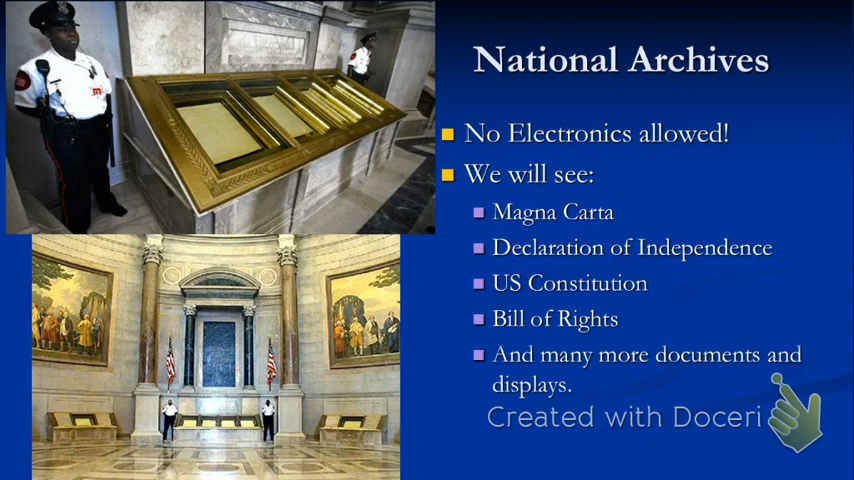 National Archives
No Electronics allowed!
We will see:
Magna Carta
Declaration of Independence
US Constitution
Bill of Rights
And many more documents and
displays.
Created with Doceri